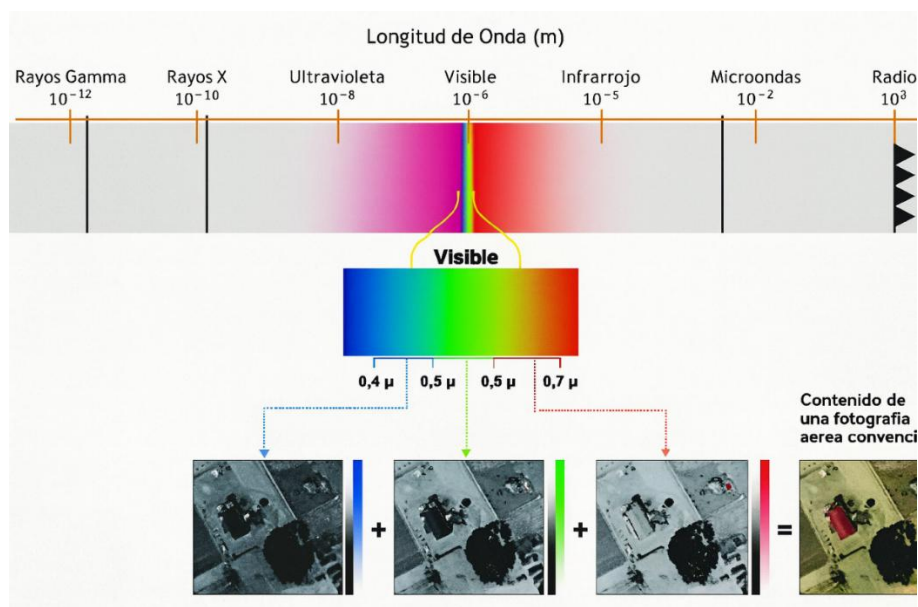 Longitud de Onda (m)
Rayos Gamma Rayos X Ultravioleta Visible Infrarrojo Microondas Radio
10⁻¹² 10⁻¹⁰ 10⁻⁸ 10⁻⁶ 10⁻⁵ 10⁻² 10³
Visible
0,4 µ 0,5 µ 0,5 µ 0,7 µ
Contenido de
una fotografia
aerea convenci
+ + =